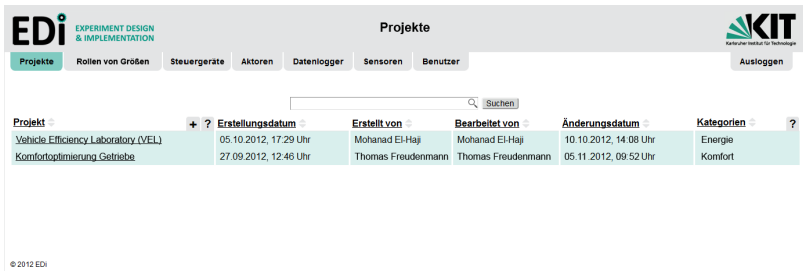 EDi EXPERIMENT DESIGN & IMPLEMENTATION
Projekte
KIT
Karlsruher Institut für Technologie
Projekte Rollen von Größen Steuergeräte Aktoren Datenlogger Sensoren Benutzer Ausloggen
Suchen
Projekt + ? Erstellungsdatum Erstellt von Bearbeitet von Änderungsdatum Kategorien ?
Vehicle Efficiency Laboratory (VEL) 05.10.2012, 17:29 Uhr Mohanad El-Haji Mohanad El-Haji 10.10.2012, 14:08 Uhr Energie
Komfortoptimierung Getriebe 27.09.2012, 12:46 Uhr Thomas Freudenmann Thomas Freudenmann 05.11.2012, 09:52 Uhr Komfort
© 2012 EDi